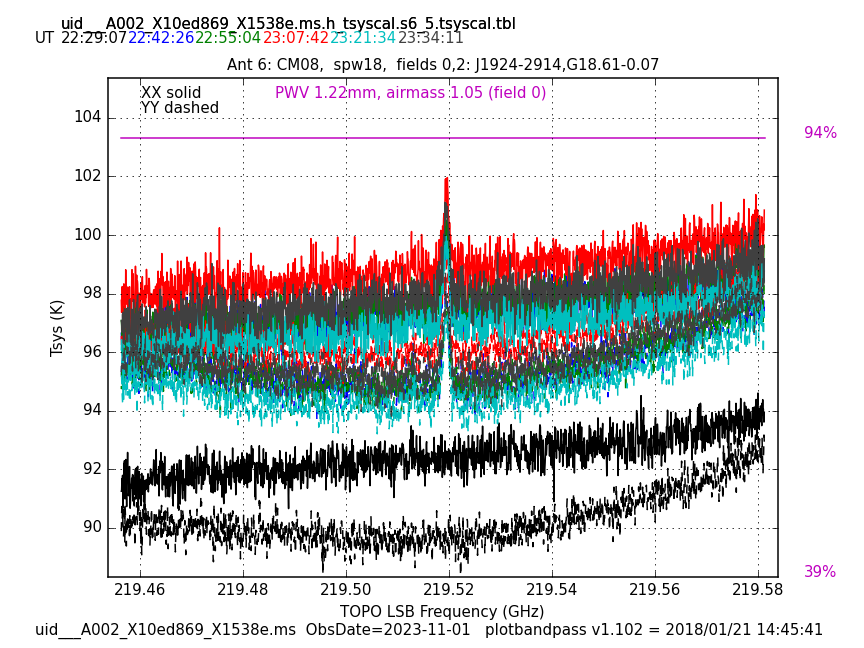 uid___A002_X10ed869_X1538e.ms.h_tsyscal.s6_5.tsyscal.tbl
UT 22:29:07 22:42:26 22:55:04 23:07:42 23:21:34 23:34:11
Ant 6: CM08,  spw18,  fields 0,2: J1924-2914,G18.61-0.07
XX solid
YY dashed
PWV 1.22mm, airmass 1.05 (field 0)
94%
39%
104
102
100
98
96
94
92
90
Tsys (K)
219.46 219.48 219.50 219.52 219.54 219.56 219.58
TOPO LSB Frequency (GHz)
uid___A002_X10ed869_X1538e.ms  ObsDate=2023-11-01   plotbandpass v1.102 = 2018/01/21 14:45:41